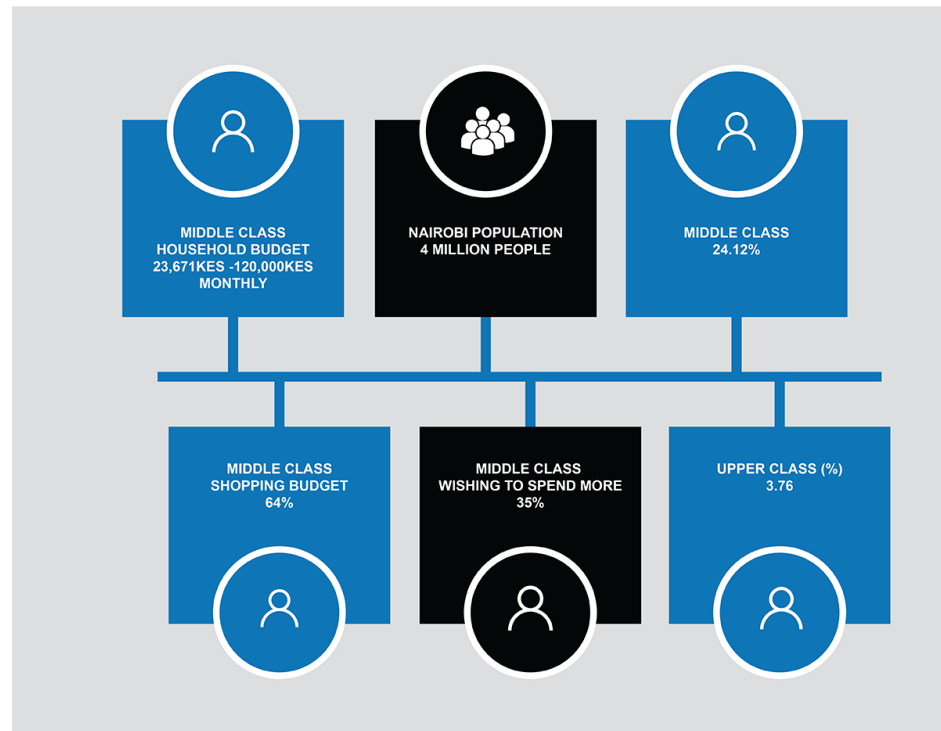 MIDDLE CLASS
HOUSEHOLD BUDGET
23,671KES -120,000KES
MONTHLY
NAIROBI POPULATION
4 MILLION PEOPLE
MIDDLE CLASS
24.12%
MIDDLE CLASS
SHOPPING BUDGET
64%
MIDDLE CLASS
WISHING TO SPEND MORE
35%
UPPER CLASS (%)
3.76